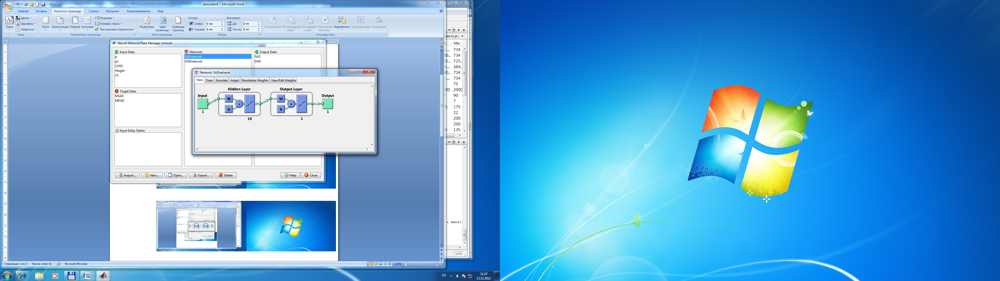 Документ1 - Microsoft Word
Главная Вставка Разметка страницы Ссылки Рассылки Рецензирование Вид
Темы
Цвета
Шрифты
Эффекты
Темы
Поля Ориентация Размер Колонки
Разрывы
Номера строк
Расстановка переносов
Параметры страницы
Подложка Цвет страницы Границы страниц
Фон страницы
Отступ
Слева: 0 см
Справа: 0 см
Интервал
До: 0 пт
После: 0 пт
Абзац
Положение На передний план На задний план Обтекание текстом Выровнять Группировать Повернуть
Упорядочить
Neural Network/Data Manager (nntool)
Input Data:
p
p1
CHSS
Height
VC
Networks
SADnetwork
DADnetwork
Output Data:
SAD
DAD
Target Data:
MSAD
MDAD
Input Delay States:
Import... New... Open... Export... Delete Help Close
Network: SADnetwork
View Train Simulate Adapt Reinitialize Weights View/Edit Weights
Hidden Layer Output Layer
Input Output
W W
+ +
b b
1 10 1 1
Max
734
734
725..
369..
734
734
75
2000
90
7
175
22
200
200
135
axis(
OVR
Страница: 1 из 2 Число слов: 41 Русский (Россия)
110%
EN
11:27
13.12.2012